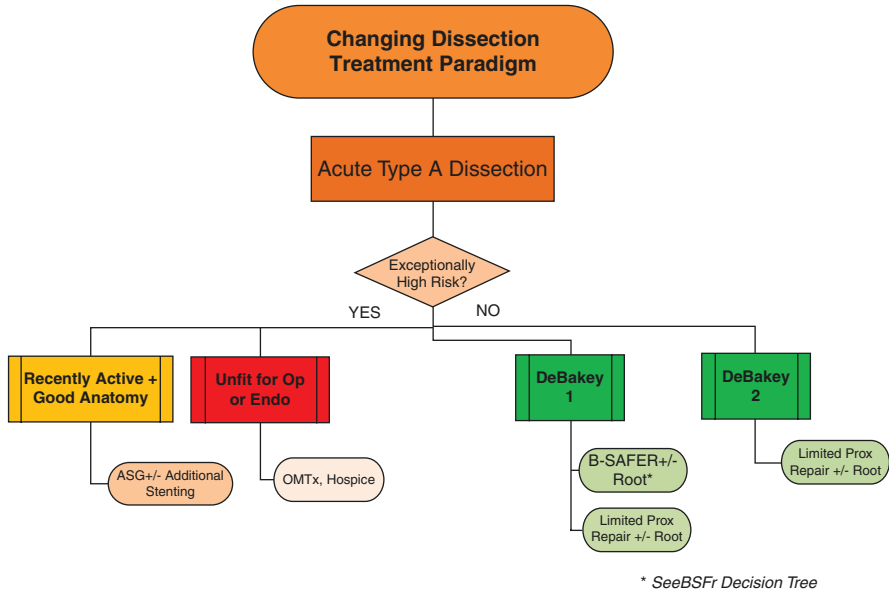 Changing Dissection
Treatment Paradigm
Acute Type A Dissection
Exceptionally
High Risk?
YES
NO
Recently Active +
Good Anatomy
Unfit for Op
or Endo
DeBakey
1
DeBakey
2
ASG+/- Additional
Stenting
OMTx, Hospice
B-SAFER+/-
Root*
Limited Prox
Repair +/- Root
Limited Prox
Repair +/- Root
* SeeBSFr Decision Tree